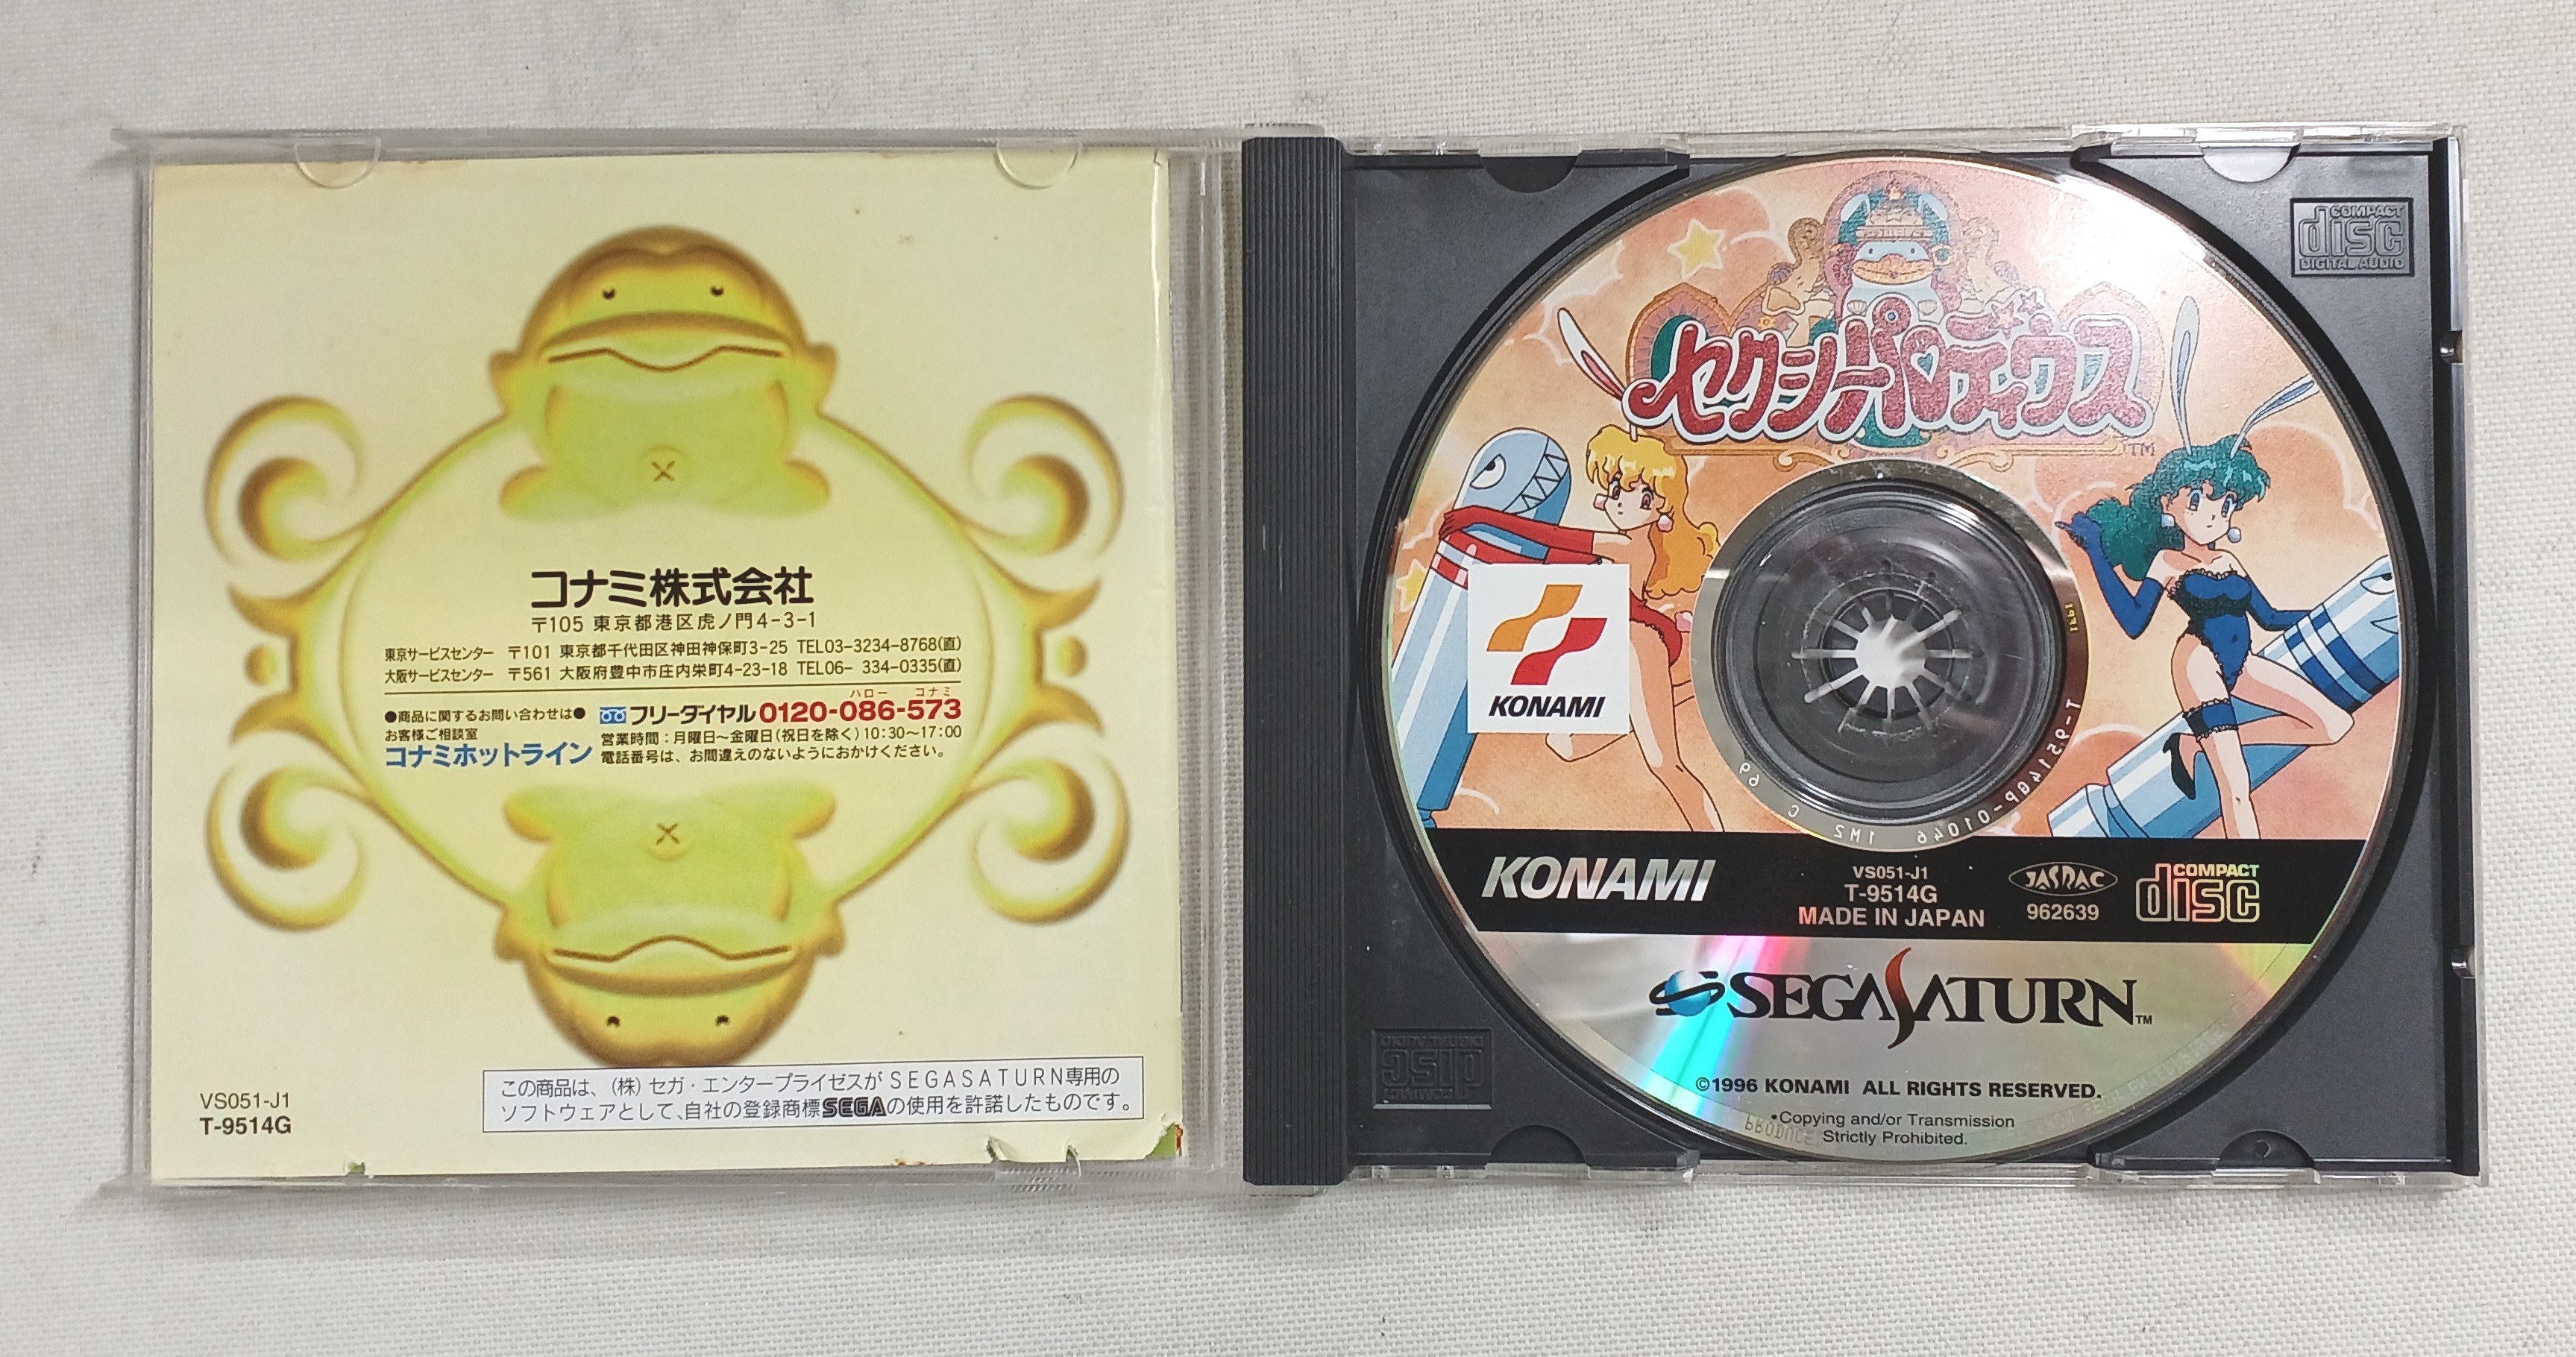 コナミ株式会社
〒105 東京都港区虎ノ門4-3-1
東京サービスセンター 〒101 東京都千代田区神田神保町3-25 TEL03-3234-8768(直)
大阪サービスセンター 〒561 大阪府豊中市庄内栄町4-23-18 TEL06- 334-0335(直)
ハロー コナミ
●商品に関するお問い合わせは● フリーダイヤル0120-086-573
お客様ご相談室 営業時間：月曜日～金曜日(祝日を除く)10:30～17:00
コナミホットライン 電話番号は、お間違えのないようにおかけください。
この商品は、(株)セガ・エンタープライゼスがSEGASATURN専用の
ソフトウェアとして、自社の登録商標SEGAの使用を許諾したものです。
VS051-J1
T-9514G
COMPACT
disc
DIGITAL AUDIO
セクシーパロディウス
TM
KONAMI
T-9514GP-01046 1M2 C 69
KONAMI
VS051-J1
T-9514G
MADE IN JAPAN
JASRAC
962639
COMPACT
disc
SEGASATURN
TM
©1996 KONAMI ALL RIGHTS RESERVED.
•Copying and/or Transmission
Strictly Prohibited.
COMPACT
disc
DIGITAL AUDIO